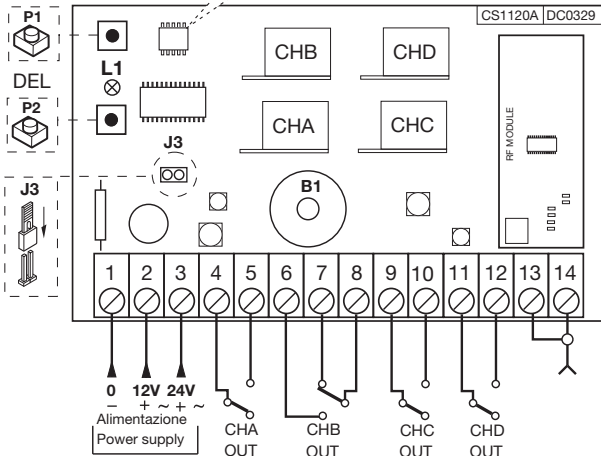 P1
CS1120A DC0329
CHB CHD
L1
DEL
P2
CHA CHC
RF MODULE
J3
J3
B1
1 2 3 4 5 6 7 8 9 10 11 12 13 14
0 12V 24V
− + ~ + ~
Alimentazione
Power supply
CHA CHB CHC CHD
OUT OUT OUT OUT